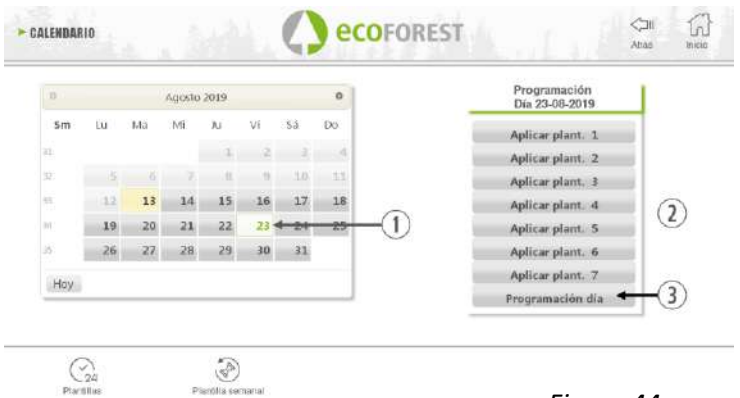 CALENDARIO
ecoFOREST
Atrás
Inicio
Agosto 2019
Sm Lu Ma Mi Ju Vi Sá Do
31 1 2 3 4
32 5 6 7 8 9 10 11
33 12 13 14 15 16 17 18
34 19 20 21 22 23 24 25
35 26 27 28 29 30 31
Hoy
Programación
Día 23-08-2019
Aplicar plant. 1
Aplicar plant. 2
Aplicar plant. 3
Aplicar plant. 4
Aplicar plant. 5
Aplicar plant. 6
Aplicar plant. 7
Programación día
1
2
3
24
Plantillas
Plantilla semanal